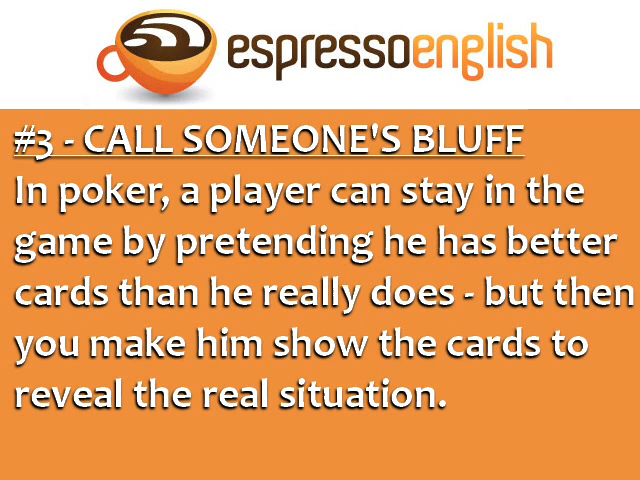 espressoenglish
#3 - CALL SOMEONE'S BLUFF
In poker, a player can stay in the
game by pretending he has better
cards than he really does - but then
you make him show the cards to
reveal the real situation.